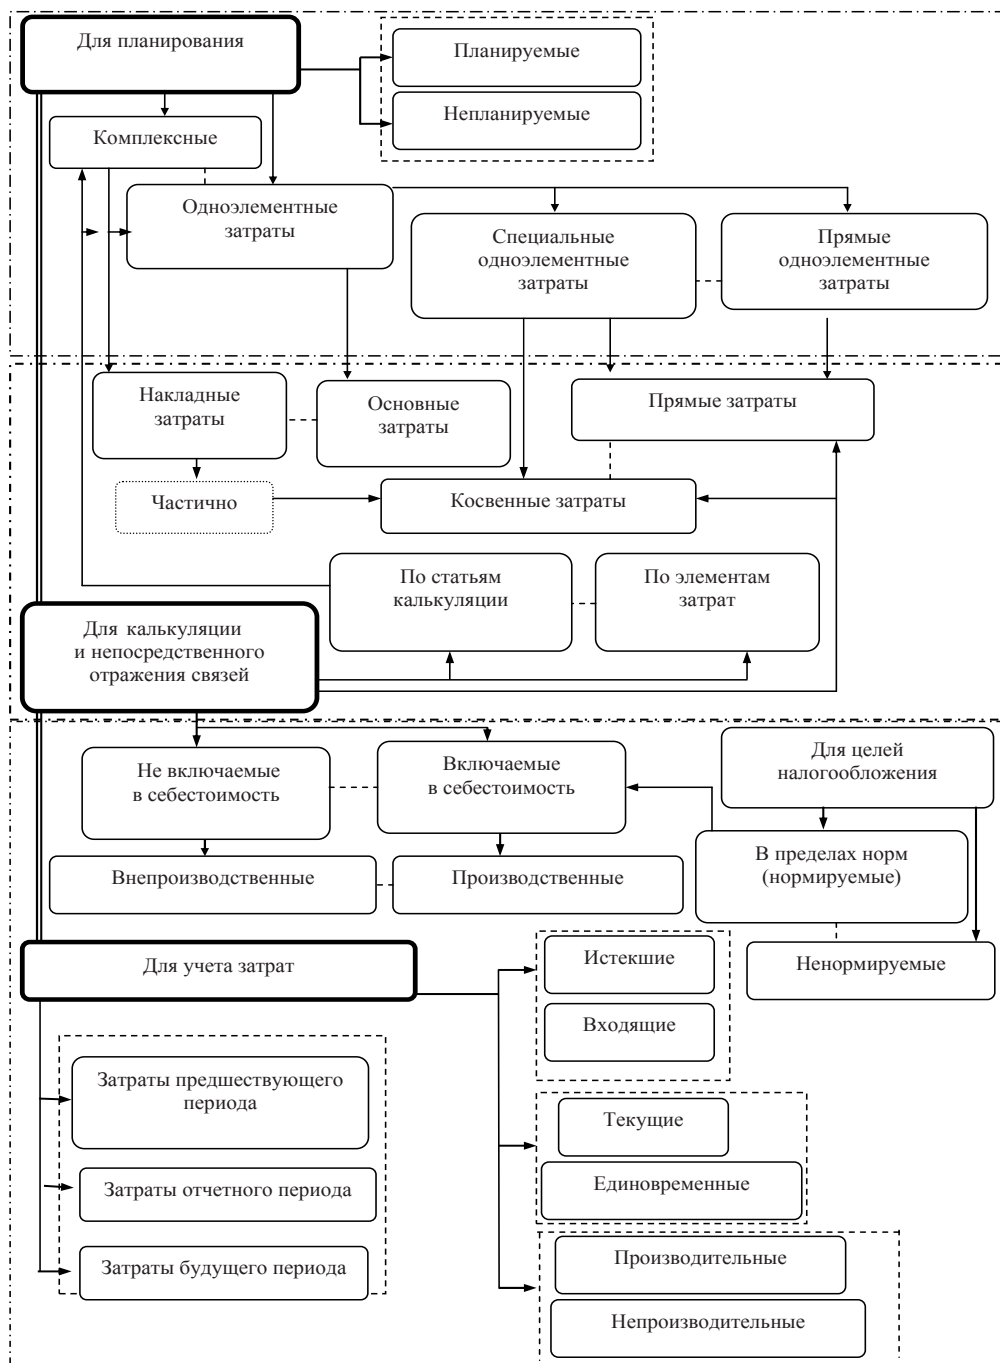 Для планирования
Планируемые
Непланируемые
Комплексные
Одноэлементные
затраты
Специальные
одноэлементные
затраты
Прямые
одноэлементные
затраты
Накладные
затраты
Основные
затраты
Прямые затраты
Частично
Косвенные затраты
По статьям
калькуляции
По элементам
затрат
Для калькуляции
и непосредственного
отражения связей
Не включаемые
в себестоимость
Включаемые
в себестоимость
Для целей
налогообложения
Внепроизводственные
Производственные
В пределах норм
(нормируемые)
Ненормируемые
Для учета затрат
Истекшие
Входящие
Затраты предшествующего
периода
Затраты отчетного периода
Затраты будущего периода
Текущие
Единовременные
Производительные
Непроизводительные